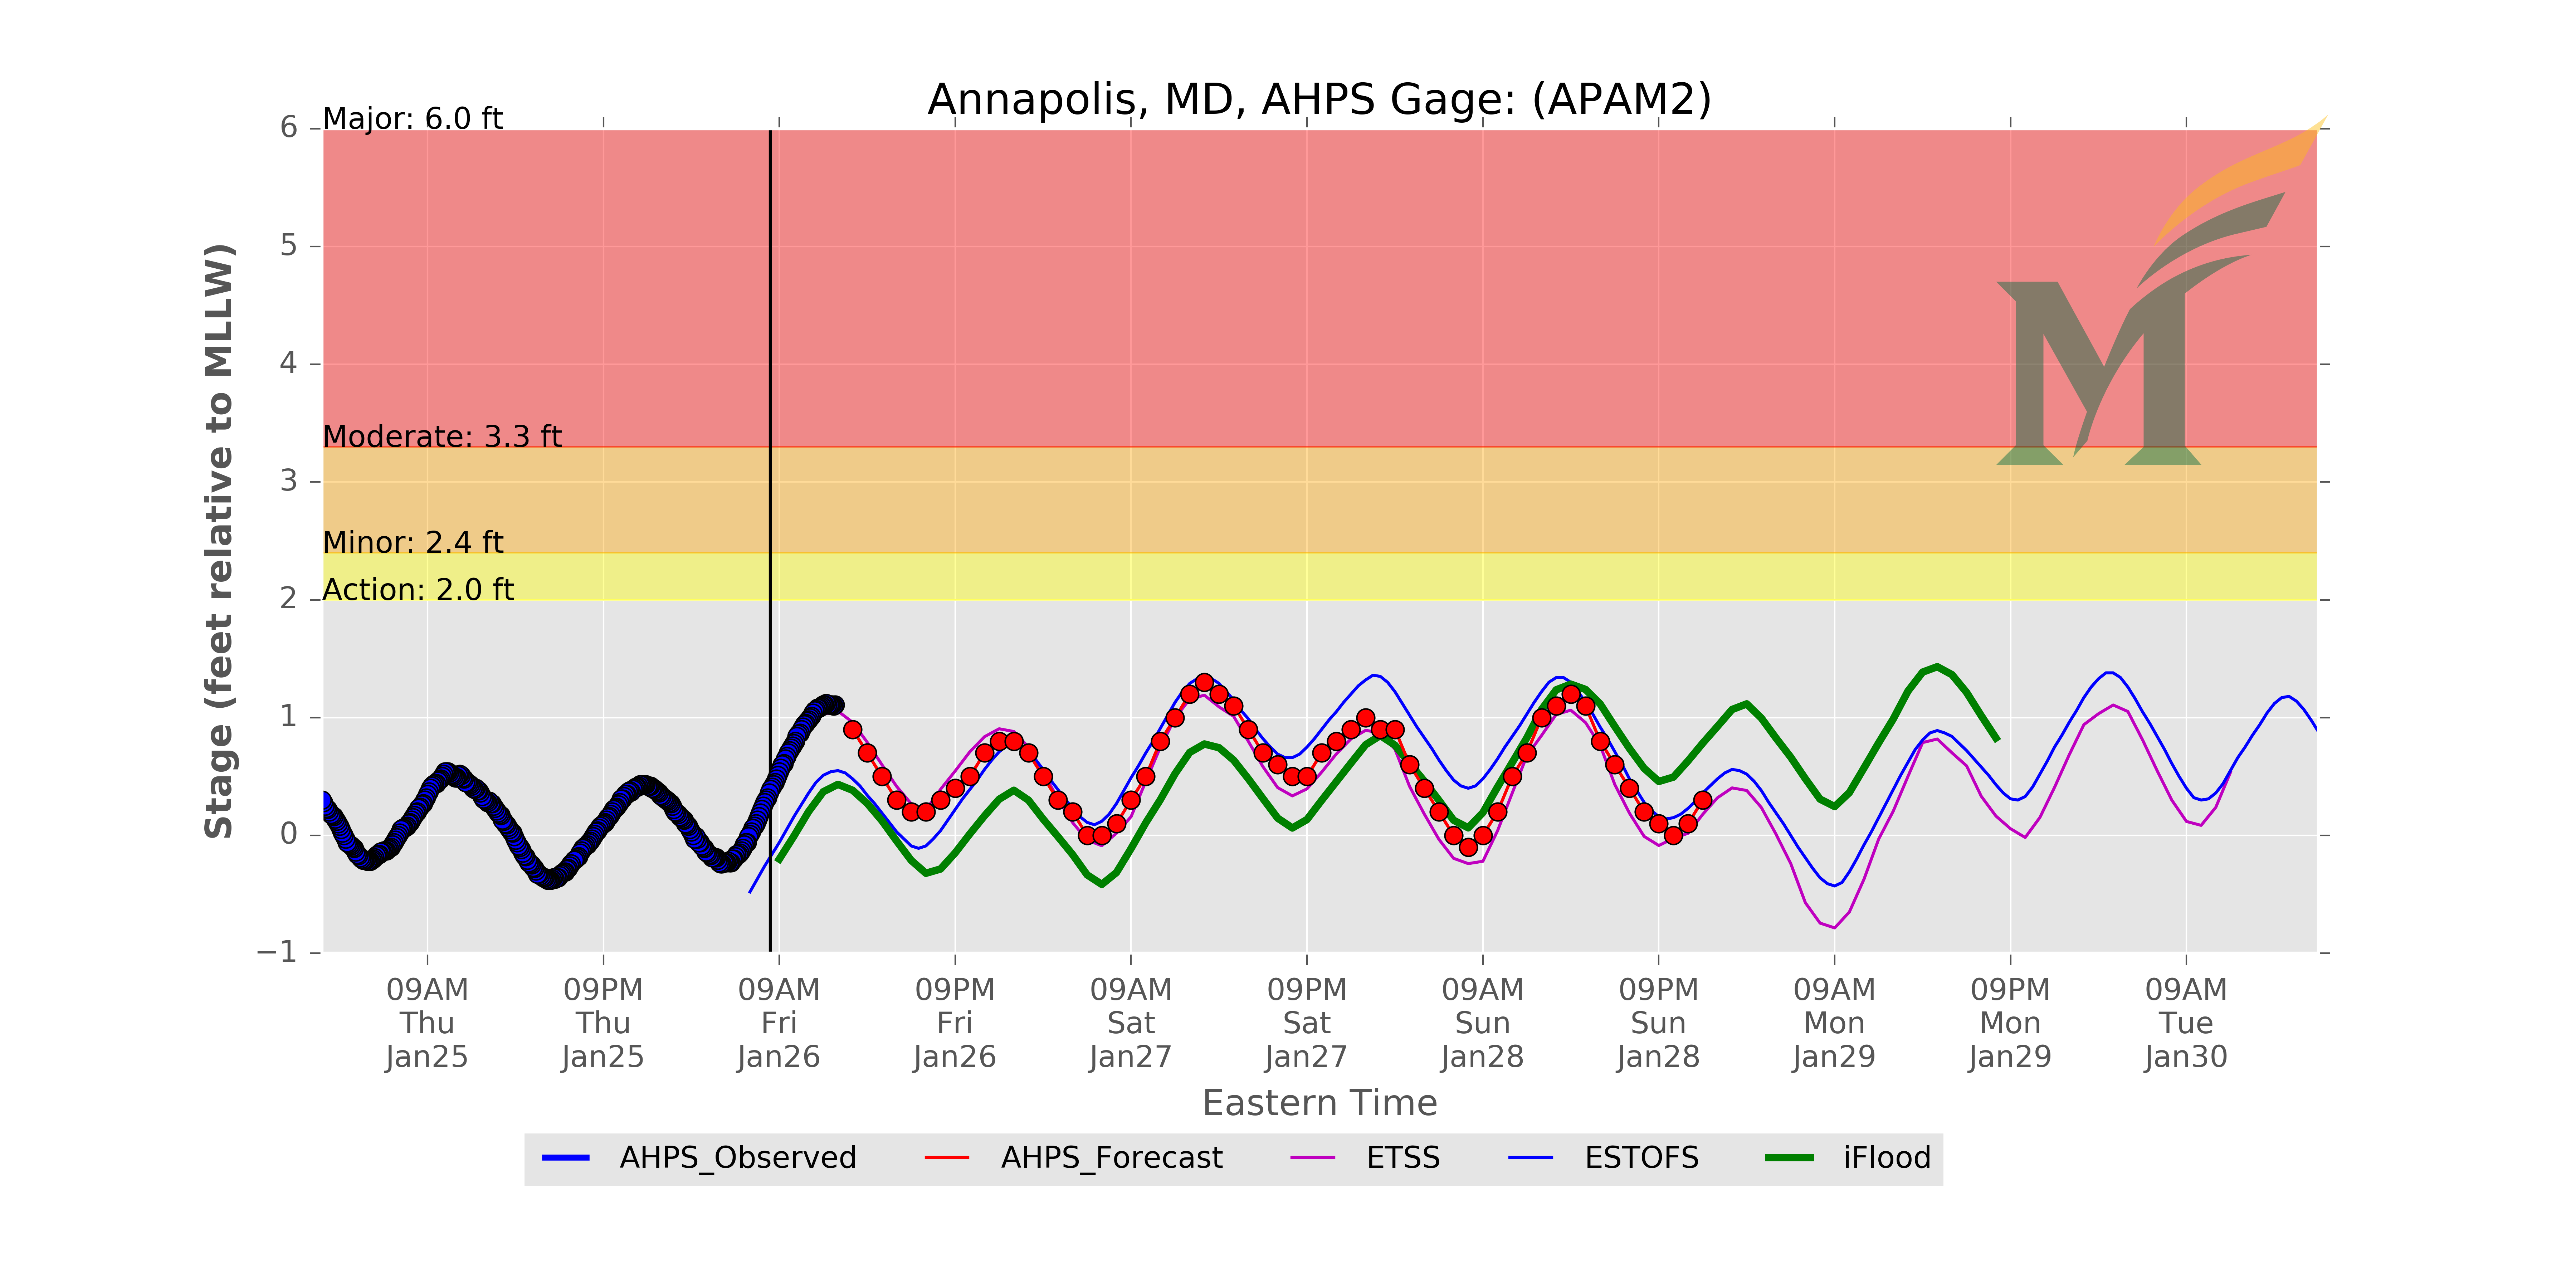 Annapolis, MD, AHPS Gage: (APAM2)
Stage (feet relative to MLLW)
6
5
4
3
2
1
0
−1
Major: 6.0 ft
Moderate: 3.3 ft
Minor: 2.4 ft
Action: 2.0 ft
M
09AM Thu Jan25
09PM Thu Jan25
09AM Fri Jan26
09PM Fri Jan26
09AM Sat Jan27
09PM Sat Jan27
09AM Sun Jan28
09PM Sun Jan28
09AM Mon Jan29
09PM Mon Jan29
09AM Tue Jan30
Eastern Time
AHPS_Observed AHPS_Forecast ETSS ESTOFS iFlood